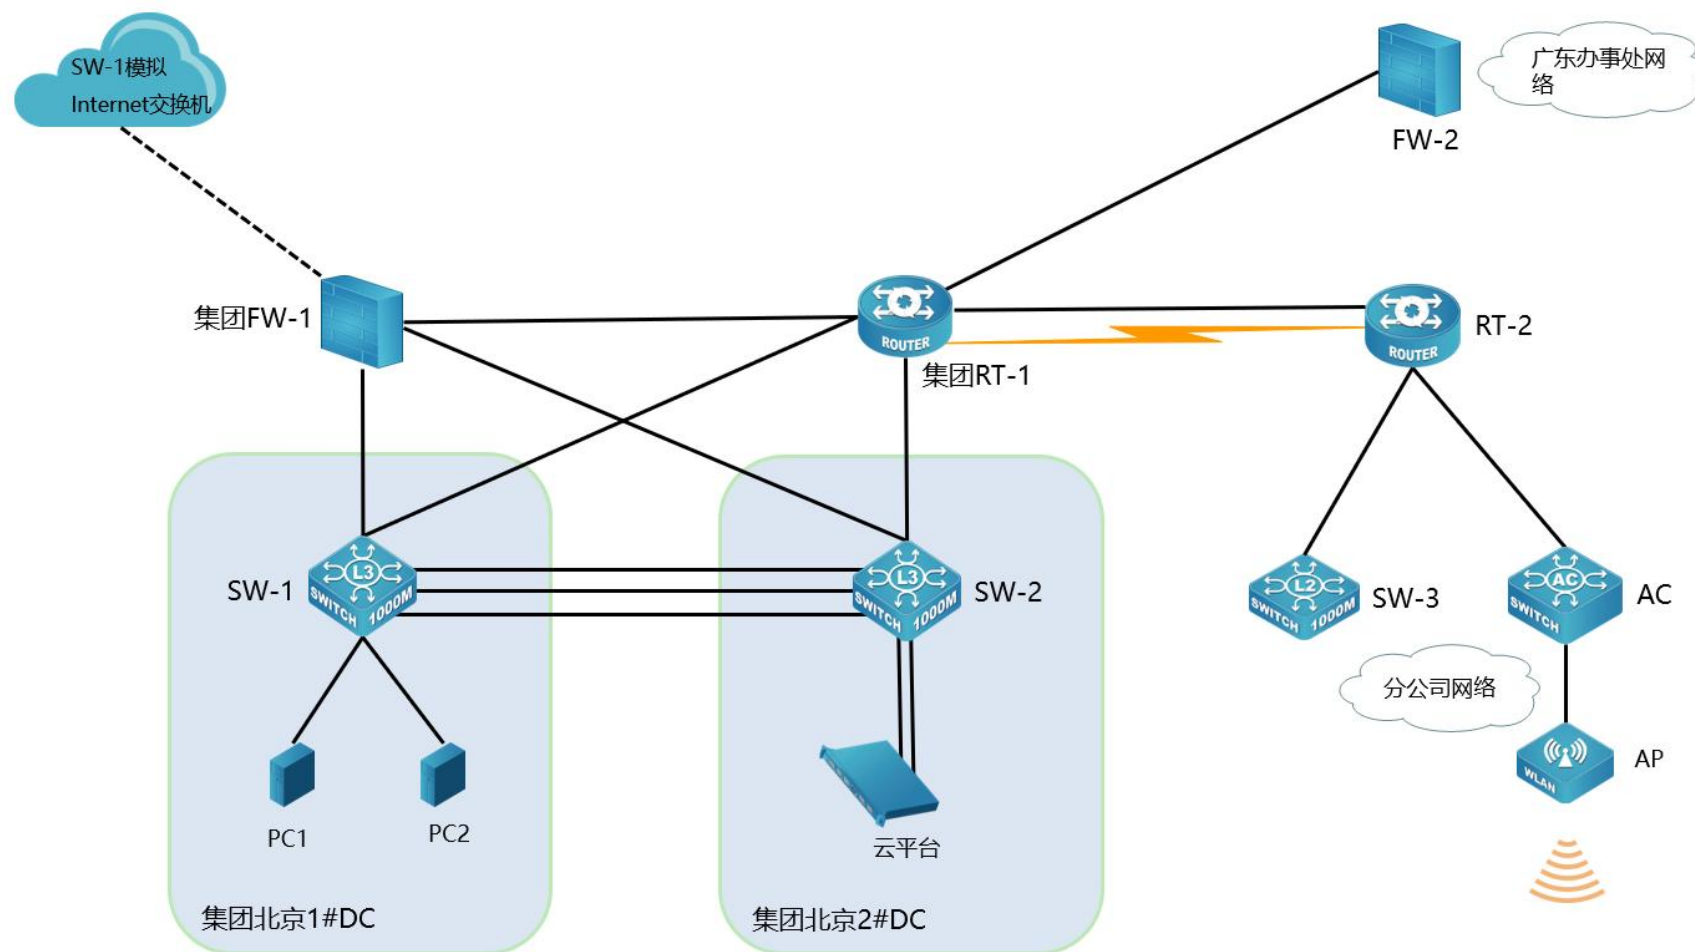 SW-1模拟
Internet交换机
广东办事处网
络
FW-2
集团FW-1
ROUTER
集团RT-1
ROUTER
RT-2
SW-1
L3
SWITCH 1000M
L3
SWITCH 1000M
SW-2
L2
SWITCH 1000M
SW-3
AC
SWITCH
AC
分公司网络
WLAN
AP
PC1
PC2
云平台
集团北京1#DC
集团北京2#DC